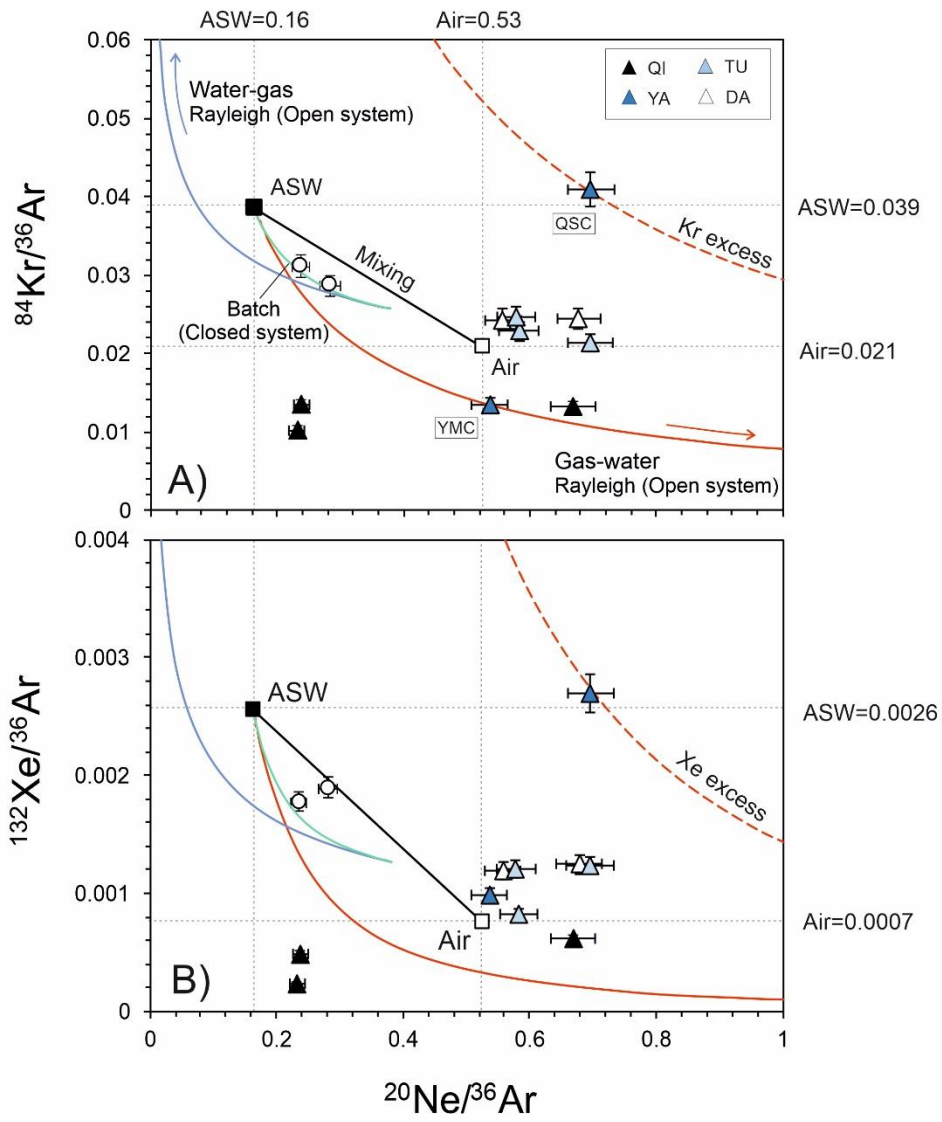 ASW=0.16 Air=0.53
0.06
0.05
0.04
0.03
0.02
0.01
0
⁸⁴Kr/³⁶Ar
Water-gas
Rayleigh (Open system)
QI TU
YA DA
ASW
ASW=0.039
QSC
Kr excess
Mixing
Batch
(Closed system)
Air
Air=0.021
YMC
Gas-water
Rayleigh (Open system)
A)
0.004
0.003
0.002
0.001
0
¹³²Xe/³⁶Ar
ASW
ASW=0.0026
Xe excess
Air
Air=0.0007
B)
0 0.2 0.4 0.6 0.8 1
²⁰Ne/³⁶Ar